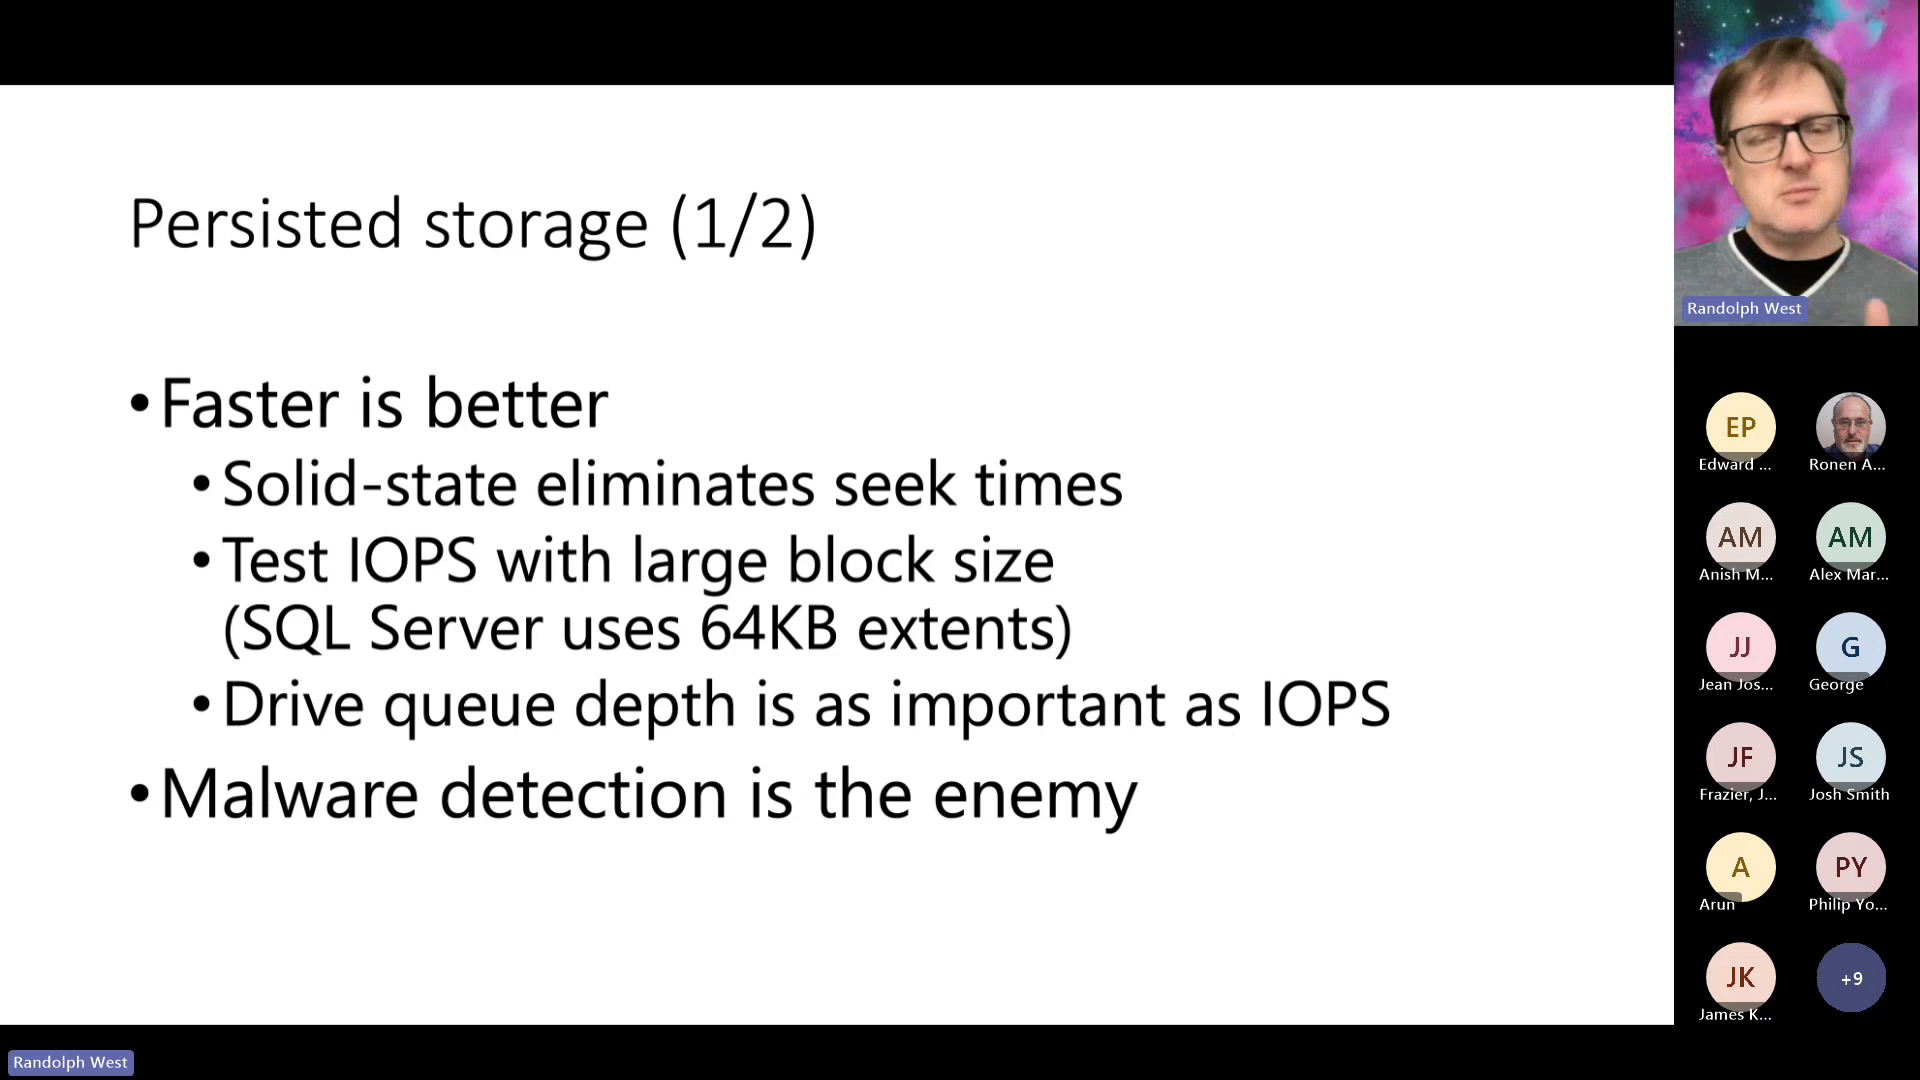 Persisted storage (1/2)
•Faster is better
•Solid-state eliminates seek times
•Test IOPS with large block size
(SQL Server uses 64KB extents)
•Drive queue depth is as important as IOPS
•Malware detection is the enemy
Randolph West
EP
Edward ...
Ronen A...
AM
Anish M...
AM
Alex Mar...
JJ
Jean Jos...
G
George
JF
Frazier, J...
JS
Josh Smith
A
Arun
PY
Philip Yo...
JK
James K...
+9
Randolph West